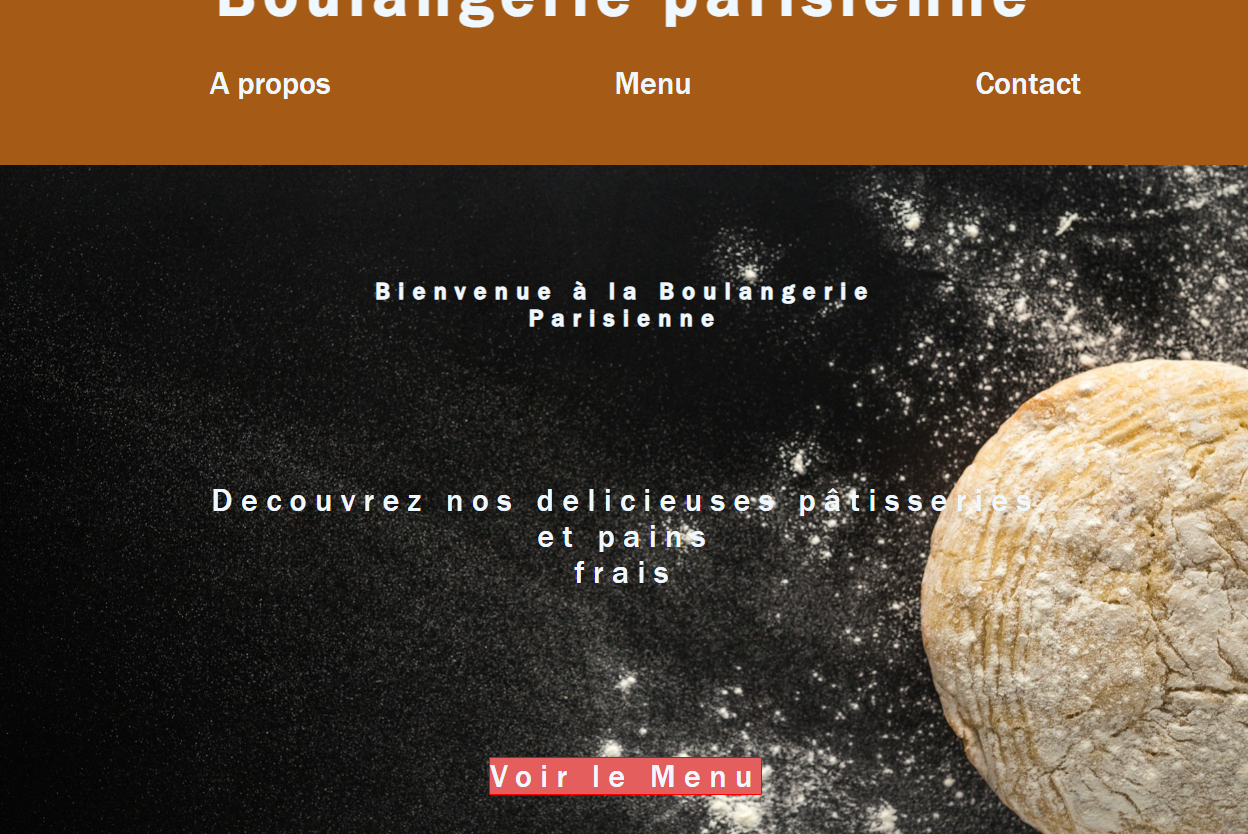 Boulangerie parisienne
A propos Menu Contact
Bienvenue à la Boulangerie
Parisienne
Decouvrez nos delicieuses pâtisseries
et pains
frais
Voir le Menu